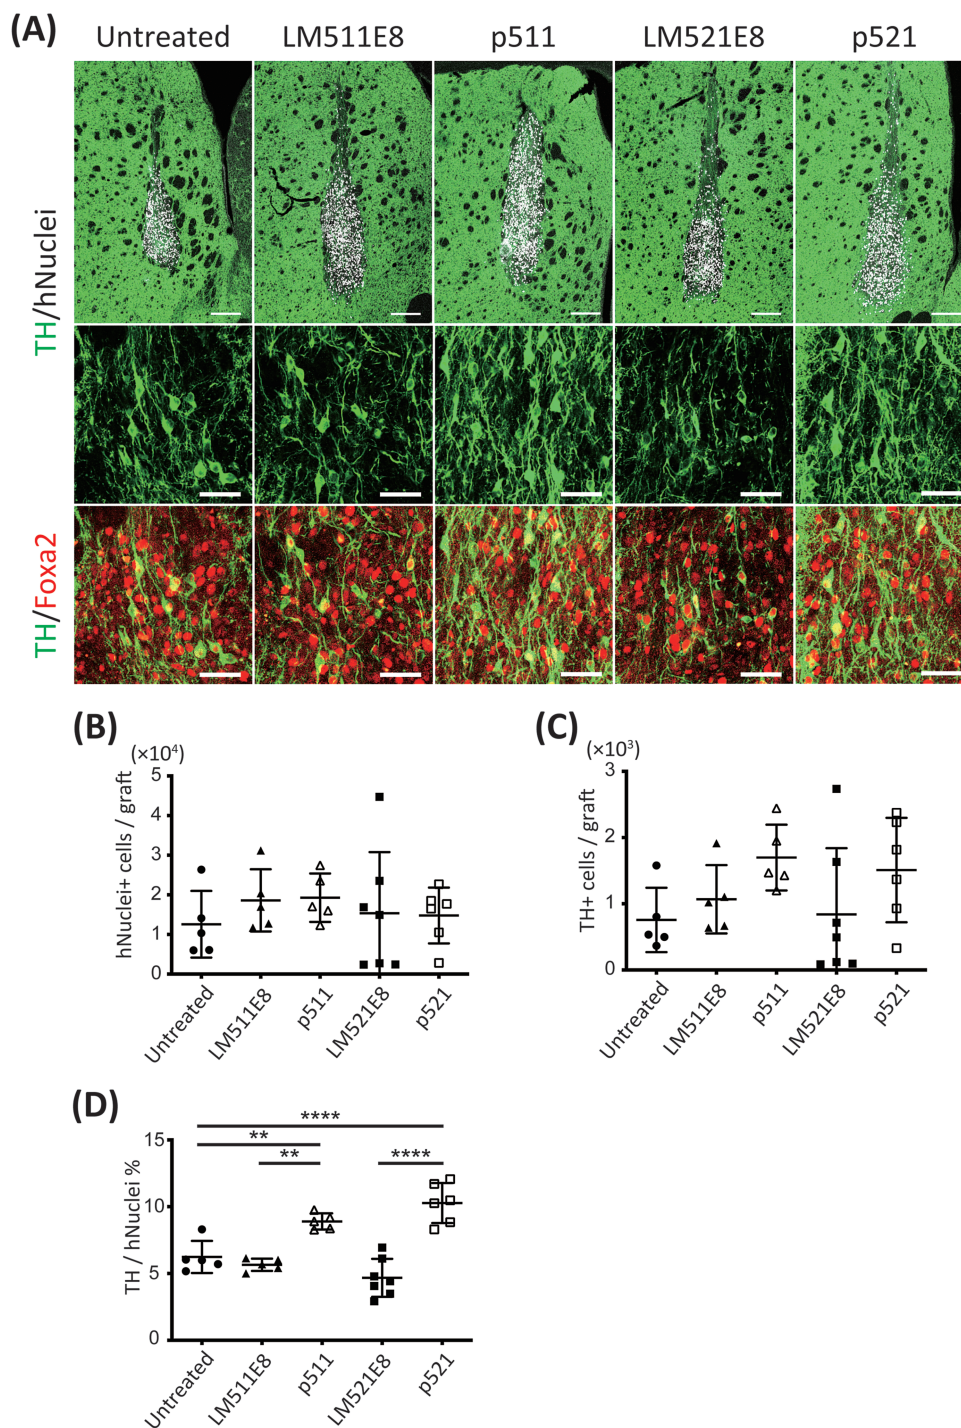 (A)
Untreated LM511E8 p511 LM521E8 p521
TH/hNuclei
TH/Foxa2
(B)
(×10⁴)
hNuclei+ cells / graft
5
4
3
2
1
0
Untreated
LM511E8
p511
LM521E8
p521
(C)
(×10³)
TH+ cells / graft
3
2
1
0
Untreated
LM511E8
p511
LM521E8
p521
(D)
TH / hNuclei %
15
10
5
0
****
**
**
****
Untreated
LM511E8
p511
LM521E8
p521